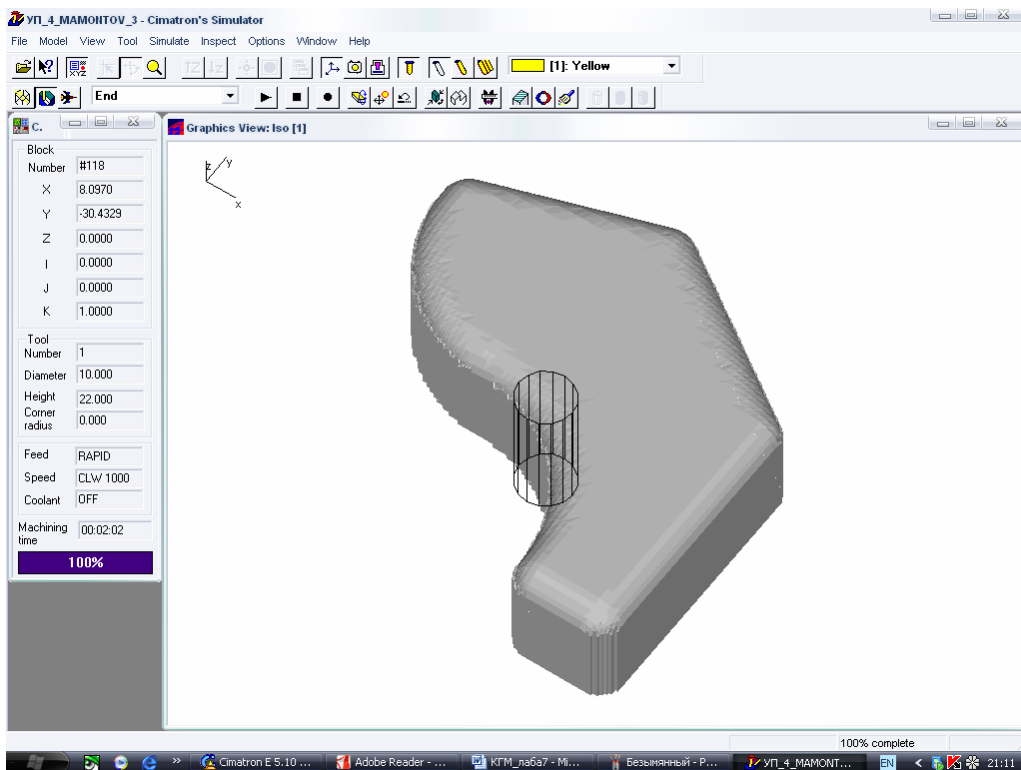 УП_4_MAMONTOV_3 - Cimatron's Simulator
File Model View Tool Simulate Inspect Options Window Help
[1]: Yellow
End
C.
Graphics View: Iso [1]
Block
Number #118
X 8.0970
Y -30.4329
Z 0.0000
I 0.0000
J 0.0000
K 1.0000
Tool
Number 1
Diameter 10.000
Height 22.000
Corner radius 0.000
Feed RAPID
Speed CLW 1000
Coolant OFF
Machining time 00:02:02
100%
z y
x
100% complete
» Cimatron E 5.10 ... Adobe Reader - ... КГМ_лаба7 - Mi... Безымянный - P... УП_4_MAMONT... EN < 21:11